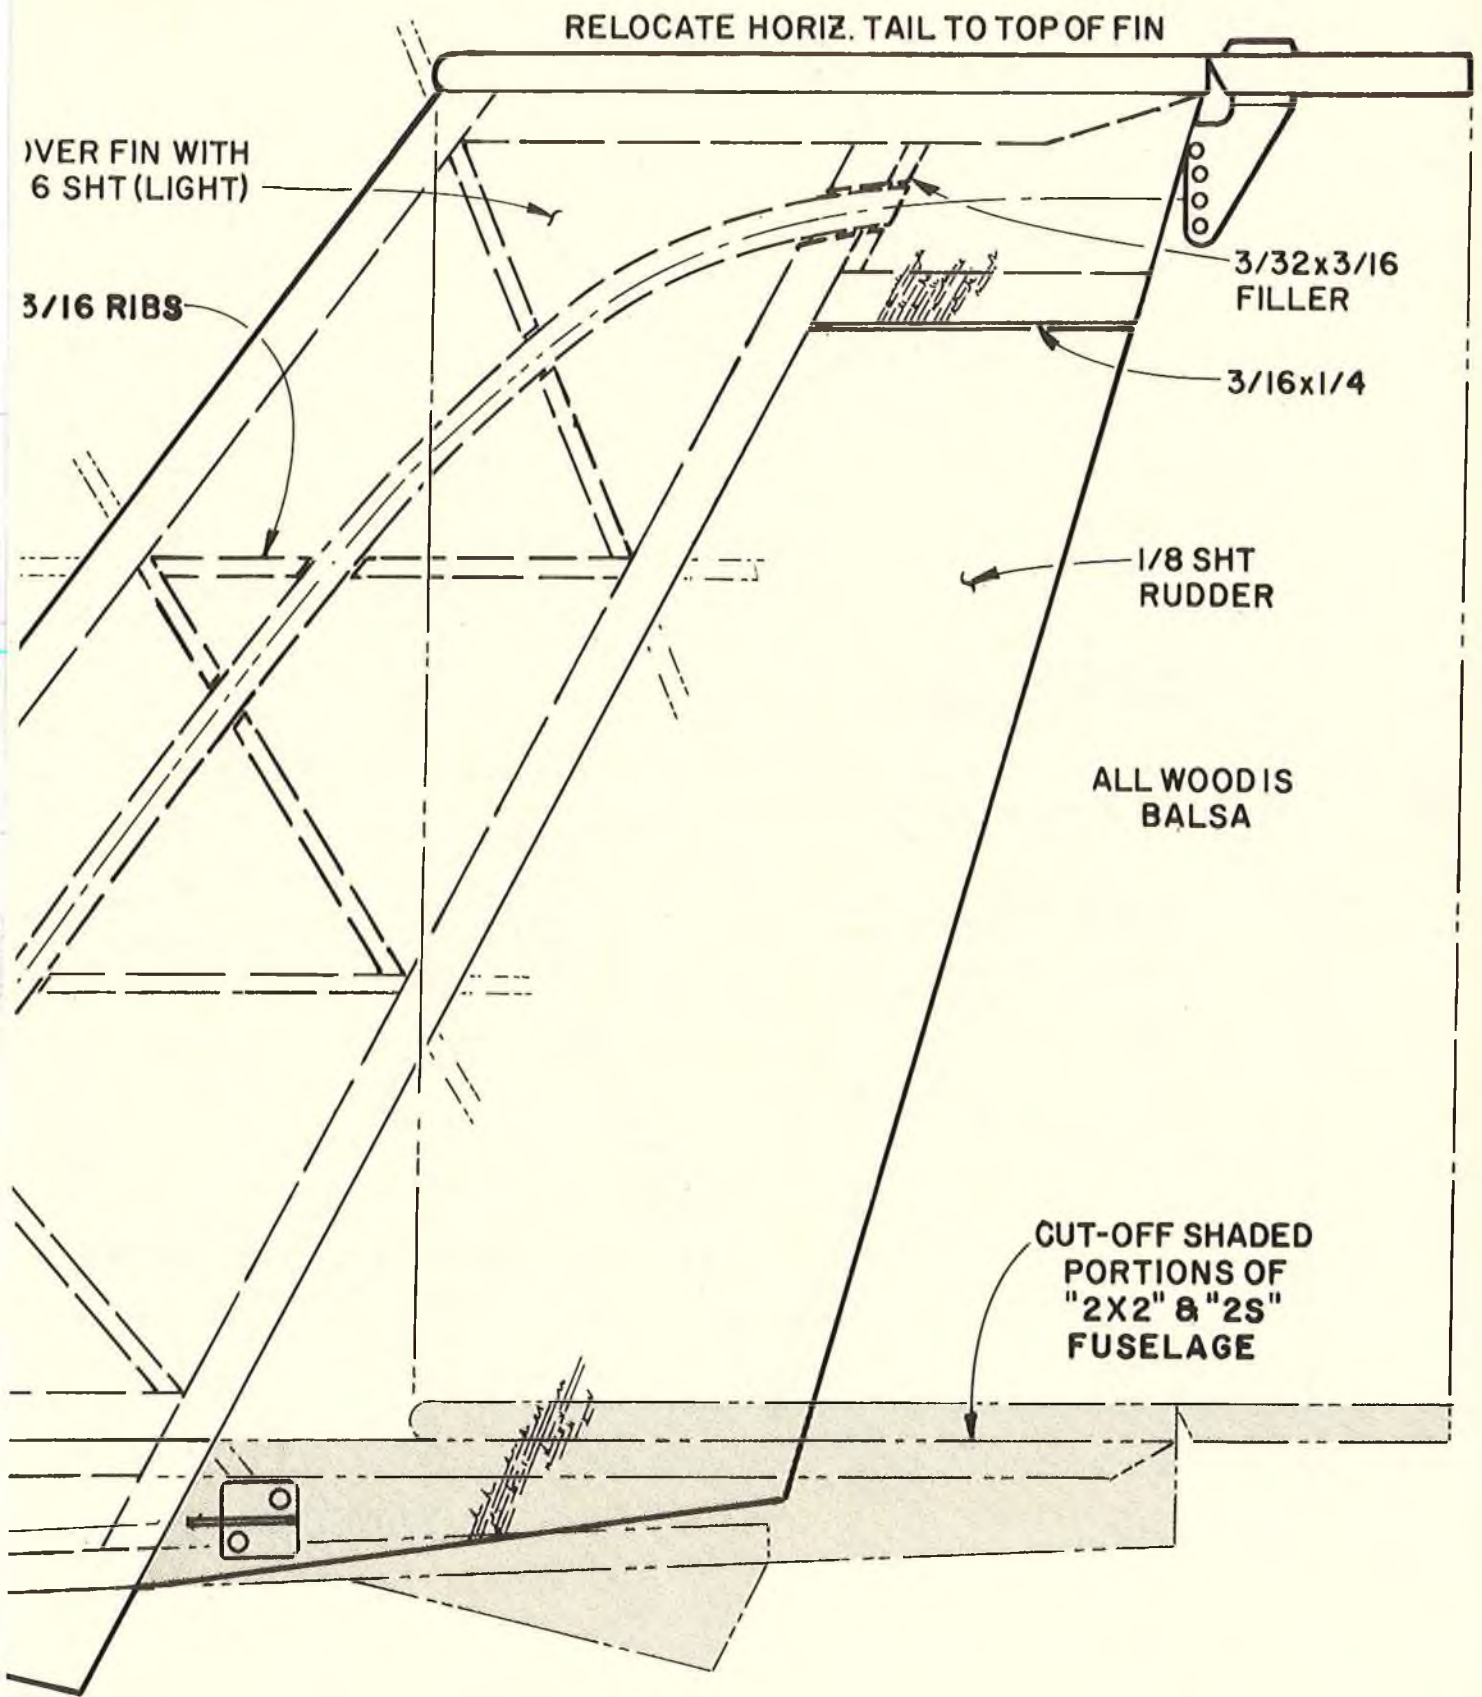 RELOCATE HORIZ. TAIL TO TOP OF FIN
OVER FIN WITH
6 SHT (LIGHT)
3/16 RIBS
3/32x3/16
FILLER
3/16x1/4
1/8 SHT
RUDDER
ALL WOOD IS
BALSA
CUT-OFF SHADED
PORTIONS OF
"2X2" & "2S"
FUSELAGE